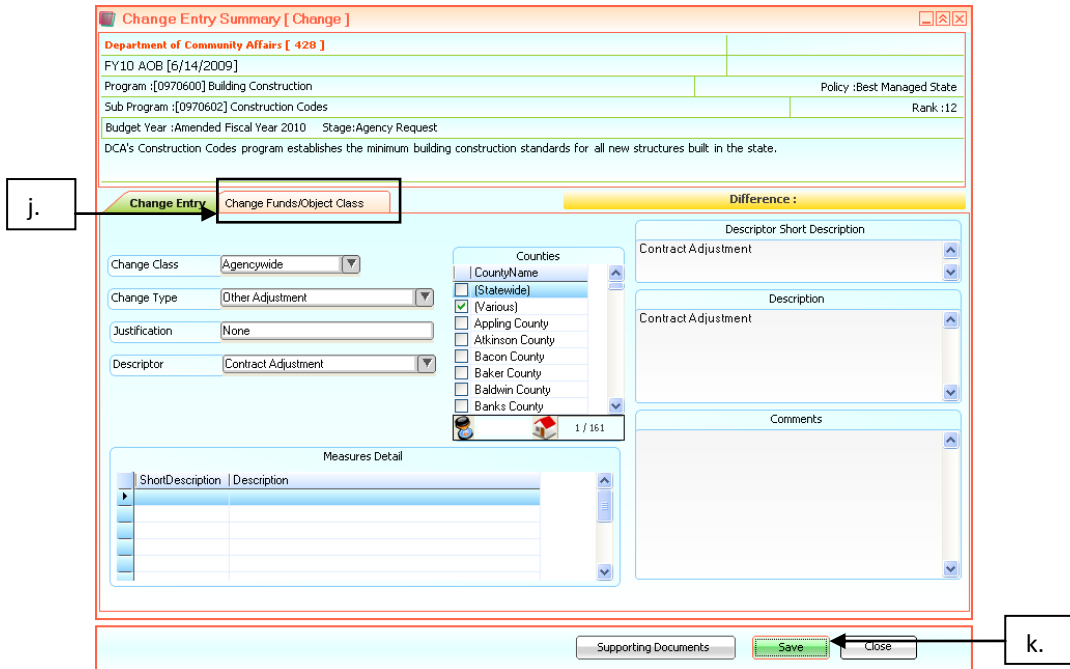 Change Entry Summary [ Change ]
Department of Community Affairs [ 428 ]
FY10 AOB [6/14/2009]
Program :[0970600] Building Construction
Policy :Best Managed State
Sub Program :[0970602] Construction Codes
Rank :12
Budget Year :Amended Fiscal Year 2010 Stage:Agency Request
DCA's Construction Codes program establishes the minimum building construction standards for all new structures built in the state.
j.
Change Entry
Change Funds/Object Class
Difference :
Change Class
Agencywide
Change Type
Other Adjustment
Justification
None
Descriptor
Contract Adjustment
Counties
CountyName
(Statewide)
(Various)
Appling County
Atkinson County
Bacon County
Baker County
Baldwin County
Banks County
1 / 161
Descriptor Short Description
Contract Adjustment
Description
Contract Adjustment
Comments
Measures Detail
ShortDescription Description
Supporting Documents
Save
Close
k.